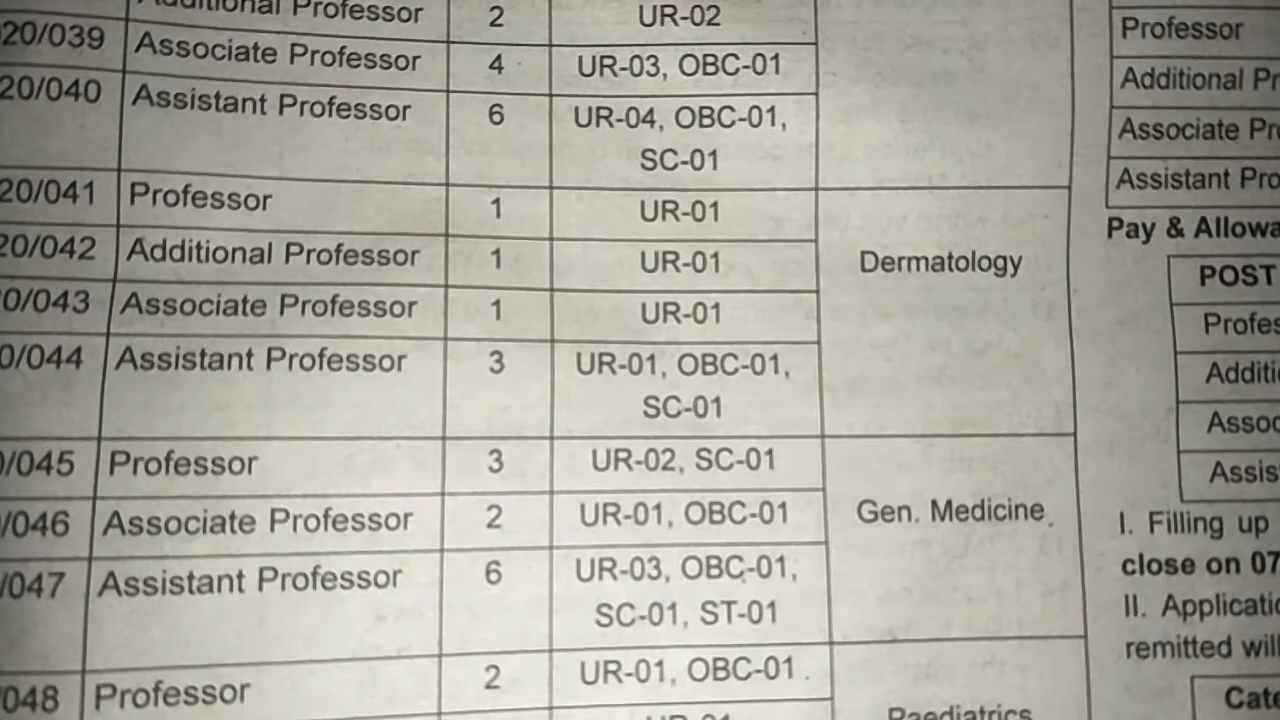 Additional Professor 2 UR-02
20/039 Associate Professor 4 UR-03, OBC-01
20/040 Assistant Professor 6 UR-04, OBC-01,
SC-01
20/041 Professor 1 UR-01
20/042 Additional Professor 1 UR-01
Dermatology
0/043 Associate Professor 1 UR-01
0/044 Assistant Professor 3 UR-01, OBC-01,
SC-01
/045 Professor 3 UR-02, SC-01
/046 Associate Professor 2 UR-01, OBC-01
Gen. Medicine
/047 Assistant Professor 6 UR-03, OBC-01,
SC-01, ST-01
/048 Professor 2 UR-01, OBC-01
Paediatrics
Professor
Additional Pr
Associate Pro
Assistant Pro
Pay & Allowa
POST
Profes
Additi
Assoc
Assis
I. Filling up
close on 07
II. Applicatio
remitted will
Cate